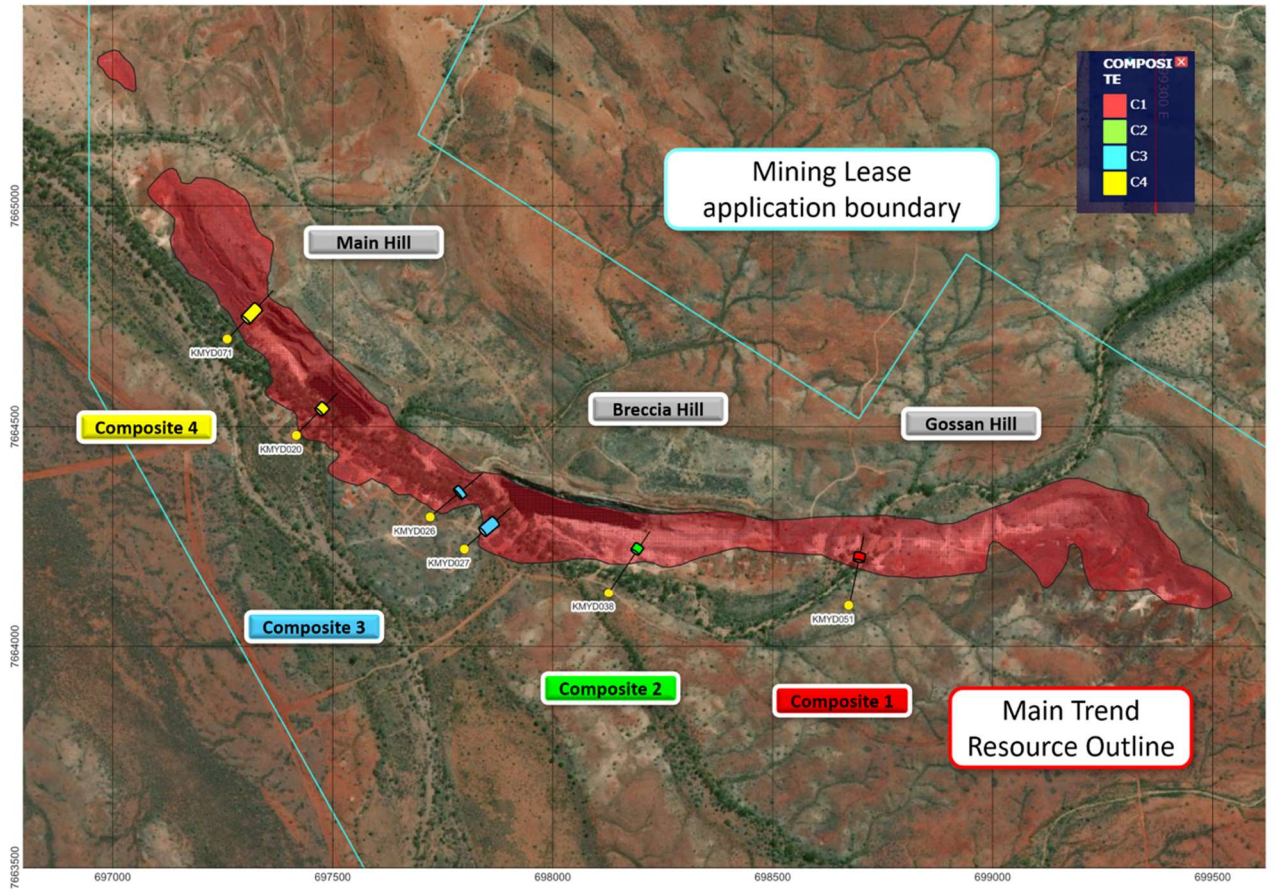 COMPOSI
TE
C1
C2
C3
C4
699300 E
Mining Lease
application boundary
7665000
Main Hill
KMYD071
Breccia Hill
Gossan Hill
Composite 4
7664500
KMYD020
KMYD026
KMYD027
KMYD038
KMYD051
Composite 3
7664000
Composite 2
Composite 1
Main Trend
Resource Outline
7663500
697000
697500
698000
698500
699000
699500